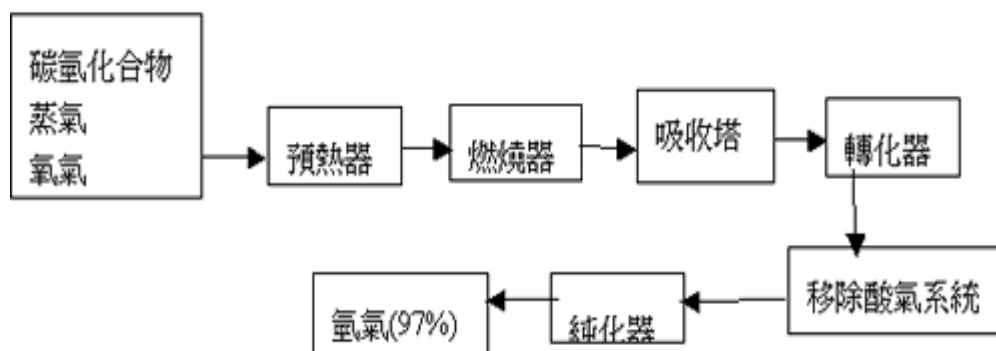 碳氫化合物
蒸氣
氧氣
預熱器
燃燒器
吸收塔
轉化器
移除酸氣系統
純化器
氫氣(97%)